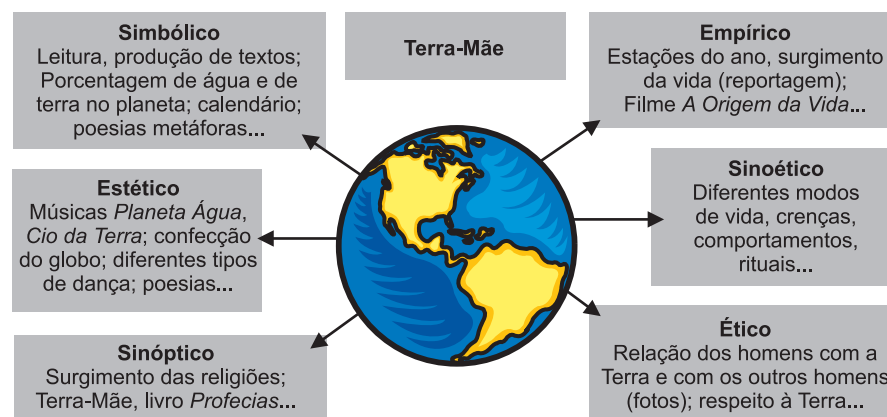 Simbólico
Leitura, produção de textos;
Porcentagem de água e de
terra no planeta; calendário;
poesias metáforas...
Terra-Mãe
Empírico
Estações do ano, surgimento
da vida (reportagem);
Filme A Origem da Vida...
Estético
Músicas Planeta Água,
Cio da Terra; confecção
do globo; diferentes tipos
de dança; poesias...
Sinoético
Diferentes modos
de vida, crenças,
comportamentos,
rituais...
Sinóptico
Surgimento das religiões;
Terra-Mãe, livro Profecias...
Ético
Relação dos homens com a
Terra e com os outros homens
(fotos); respeito à Terra...